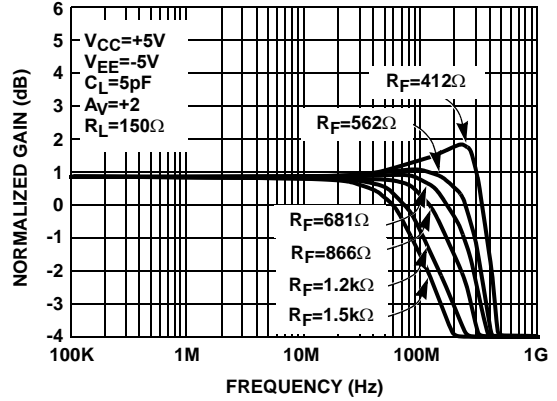 6
5
4
3
2
1
0
-1
-2
-3
-4
NORMALIZED GAIN (dB)
VCC=+5V
VEE=-5V
CL=5pF
AV=+2
RL=150Ω
RF=412Ω
RF=562Ω
RF=681Ω
RF=866Ω
RF=1.2kΩ
RF=1.5kΩ
100K 1M 10M 100M 1G
FREQUENCY (Hz)